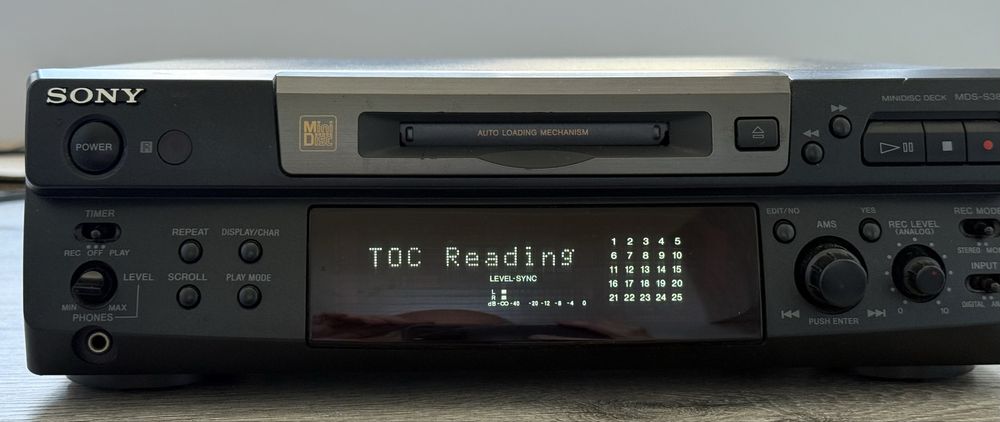 SONY
Mini
Disc
AUTO LOADING MECHANISM
MINIDISC DECK MDS-S38
POWER
R
TIMER
REC OFF PLAY
LEVEL
MIN MAX
PHONES
REPEAT
DISPLAY/CHAR
SCROLL
PLAY MODE
TOC Reading
LEVEL-SYNC
L
R
dB -∞ -40 -20 -12 -8 -4 0
1 2 3 4 5
6 7 8 9 10
11 12 13 14 15
16 17 18 19 20
21 22 23 24 25
EDIT/NO
AMS
YES
PUSH ENTER
REC LEVEL
(ANALOG)
0 10
REC MODE
STEREO MON
INPUT
DIGITAL AN